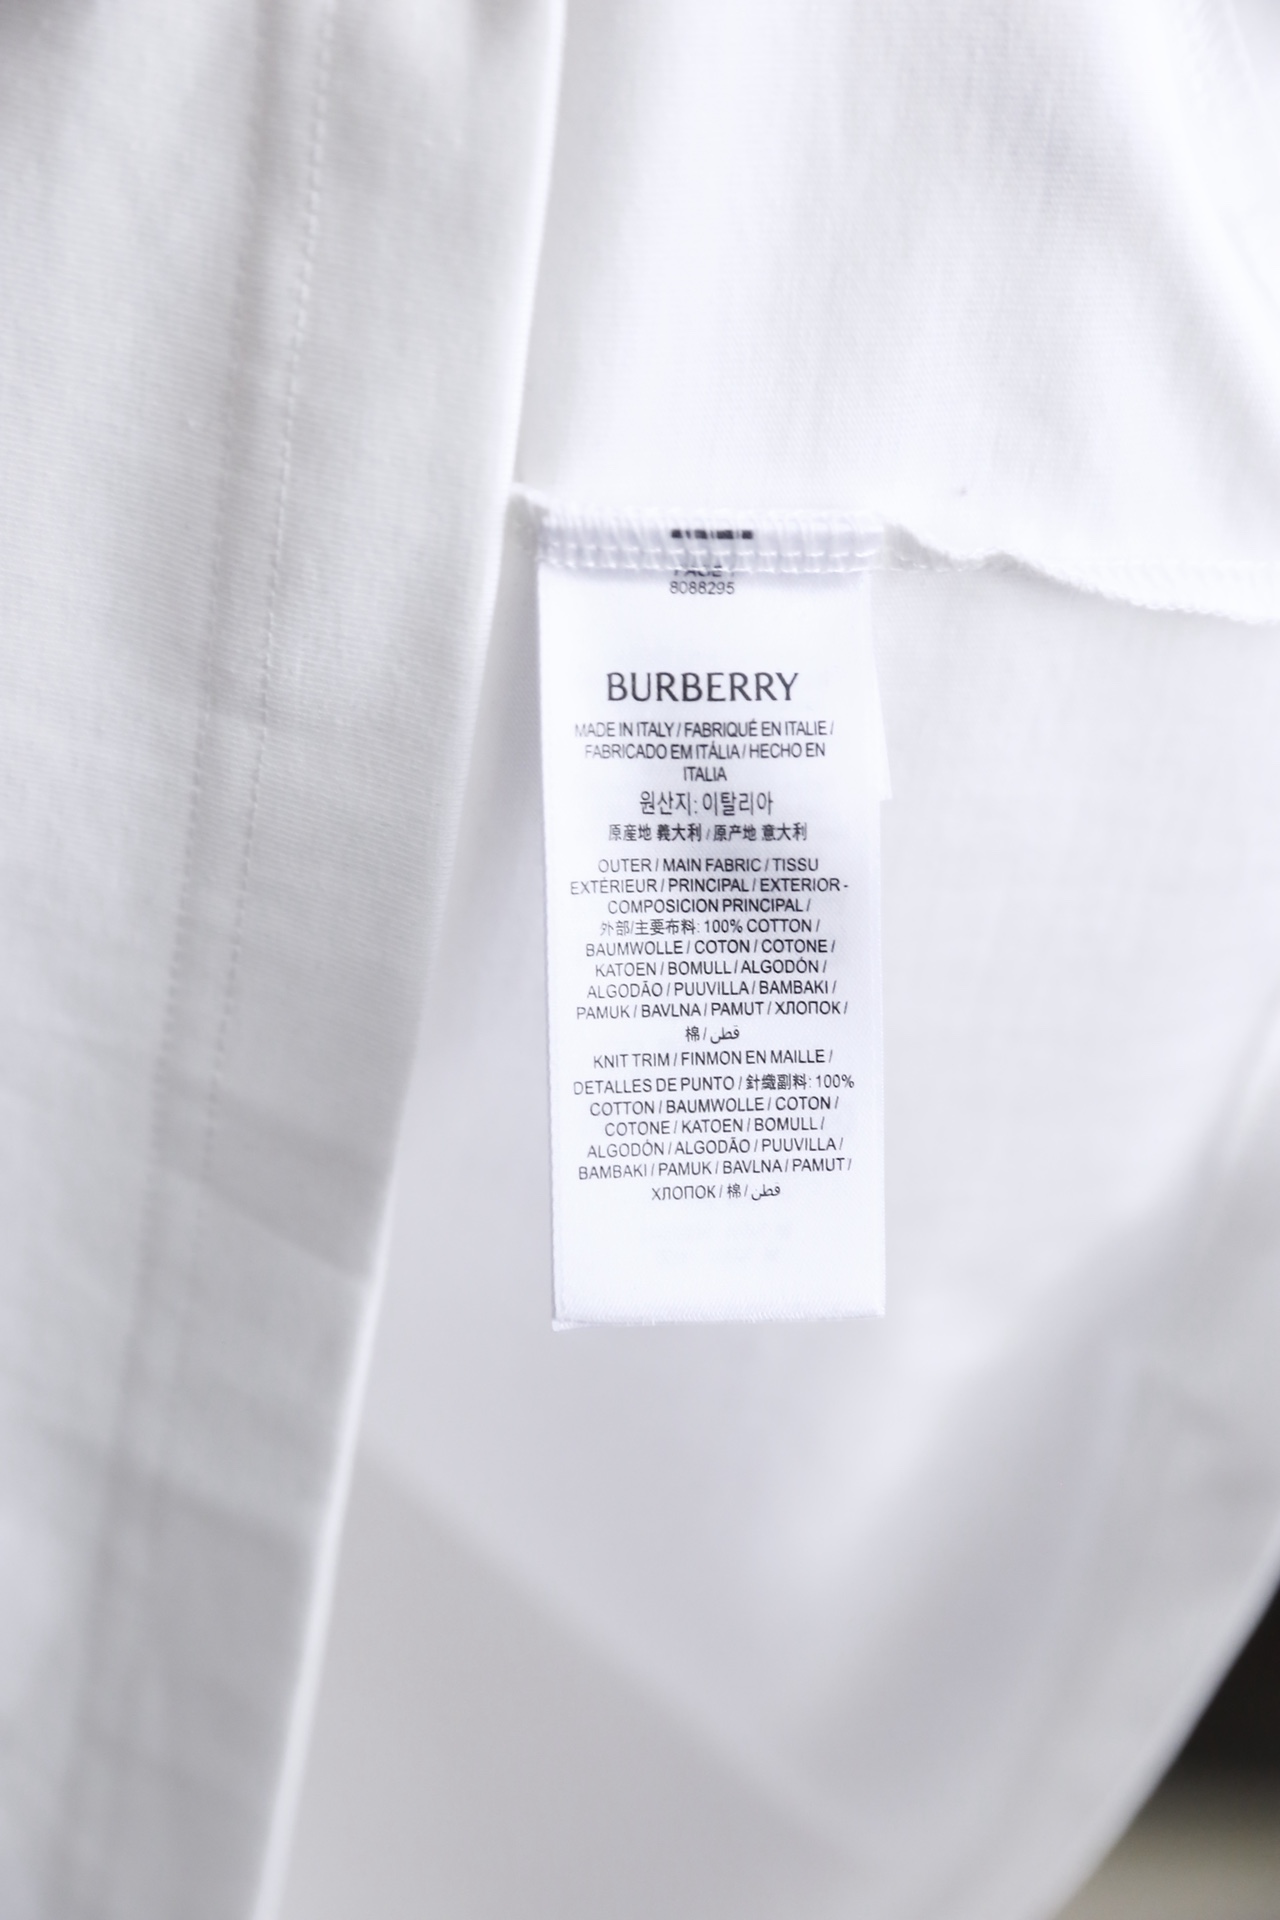 8088295
BURBERRY
MADE IN ITALY / FABRIQUÉ EN ITALIE /
FABRICADO EM ITÁLIA / HECHO EN
ITALIA
원산지: 이탈리아
原産地 義大利 / 原产地 意大利
OUTER / MAIN FABRIC / TISSU
EXTÉRIEUR / PRINCIPAL / EXTERIOR -
COMPOSICION PRINCIPAL /
外部/主要布料: 100% COTTON /
BAUMWOLLE / COTON / COTONE /
KATOEN / BOMULL / ALGODÓN /
ALGODÃO / PUUVILLA / BAMBAKI /
PAMUK / BAVLNA / PAMUT / ХЛОПОК /
棉 / قطن
KNIT TRIM / FINMON EN MAILLE /
DETALLES DE PUNTO / 針織副料: 100%
COTTON / BAUMWOLLE / COTON /
COTONE / KATOEN / BOMULL /
ALGODÓN / ALGODÃO / PUUVILLA /
BAMBAKI / PAMUK / BAVLNA / PAMUT /
ХЛОПОК / 棉 / قطن